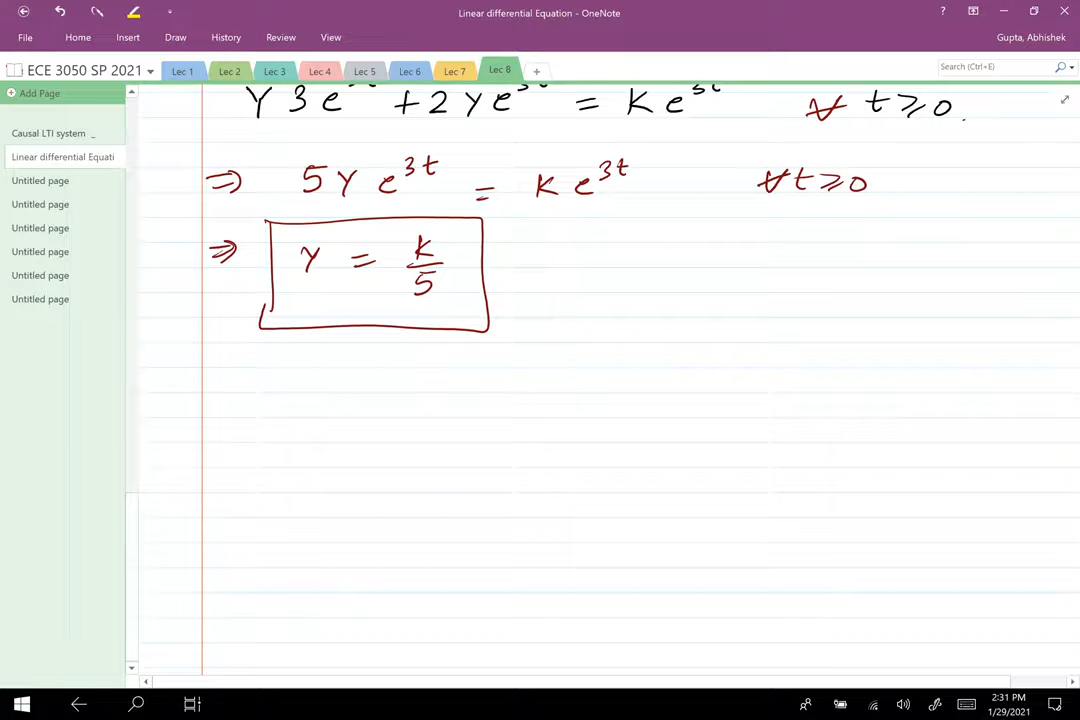 Linear differential Equation - OneNote
? Gupta, Abhishek
File Home Insert Draw History Review View
ECE 3050 SP 2021 Lec 1 Lec 2 Lec 3 Lec 4 Lec 5 Lec 6 Lec 7 Lec 8 +
Search (Ctrl+E)
Add Page
Causal LTI system _
Linear differential Equati
Untitled page
Untitled page
Untitled page
Untitled page
Untitled page
Untitled page
Y 3 e^{3t} + 2 Y e^{3t} = K e^{3t} ∀ t ≥ 0.
⇒ 5 Y e^{3t} = K e^{3t} ∀ t ≥ 0
⇒ Y = K/5
2:31 PM
1/29/2021